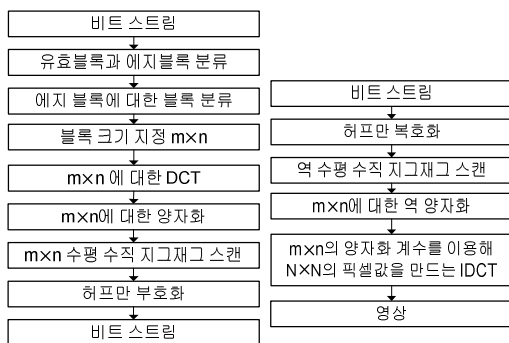 비트 스트림
유효블록과 에지블록 분류
에지 블록에 대한 블록 분류
블록 크기 지정 m×n
m×n 에 대한 DCT
m×n에 대한 양자화
m×n 수평 수직 지그재그 스캔
허프만 부호화
비트 스트림
비트 스트림
허프만 복호화
역 수평 수직 지그재그 스캔
m×n에 대한 역 양자화
m×n의 양자화 계수를 이용해
N×N의 픽셀값을 만드는 IDCT
영상